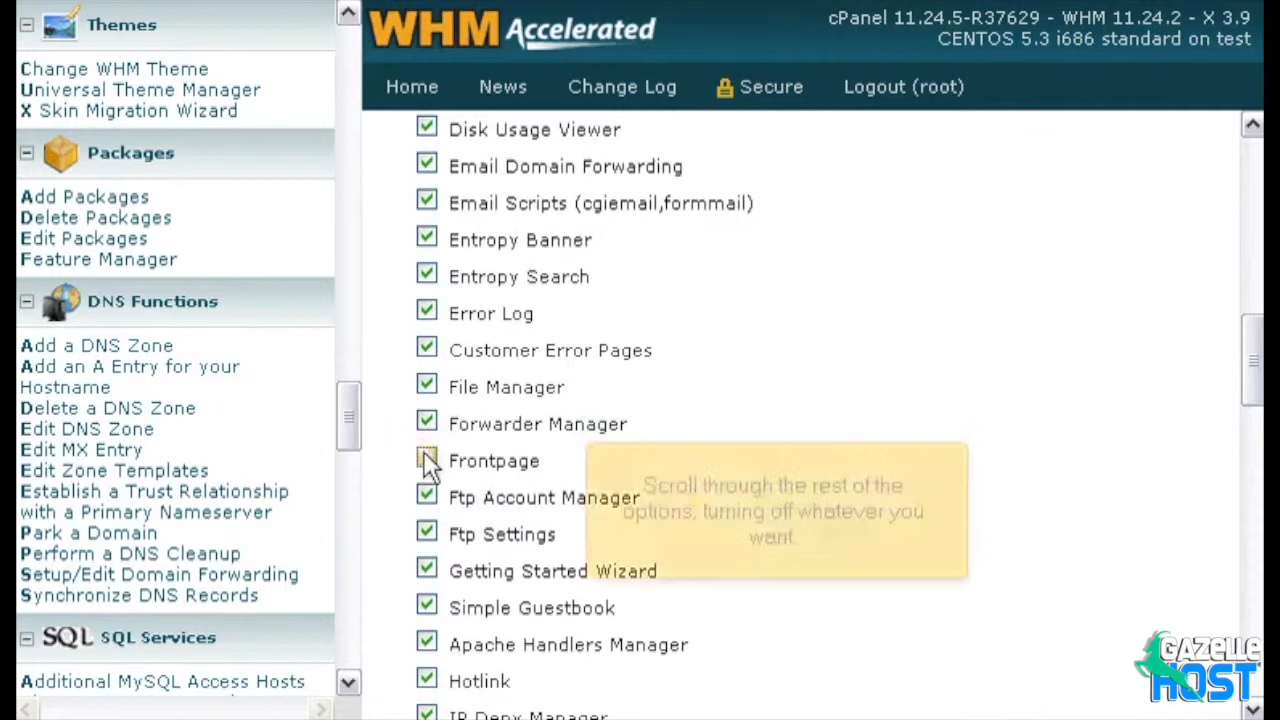 Themes
Change WHM Theme
Universal Theme Manager
X Skin Migration Wizard
Packages
Add Packages
Delete Packages
Edit Packages
Feature Manager
DNS Functions
Add a DNS Zone
Add an A Entry for your
Hostname
Delete a DNS Zone
Edit DNS Zone
Edit MX Entry
Edit Zone Templates
Establish a Trust Relationship
with a Primary Nameserver
Park a Domain
Perform a DNS Cleanup
Setup/Edit Domain Forwarding
Synchronize DNS Records
SQL SQL Services
Additional MySQL Access Hosts
WHM Accelerated
cPanel 11.24.5-R37629 - WHM 11.24.2 - X 3.9
CENTOS 5.3 i686 standard on test
Home News Change Log Secure Logout (root)
Disk Usage Viewer
Email Domain Forwarding
Email Scripts (cgiemail,formmail)
Entropy Banner
Entropy Search
Error Log
Customer Error Pages
File Manager
Forwarder Manager
Frontpage
Ftp Account Manager
Ftp Settings
Getting Started Wizard
Simple Guestbook
Apache Handlers Manager
Hotlink
IP Deny Manager
Scroll through the rest of the
options, turning off whatever you
want.
GAZELLE
HOST